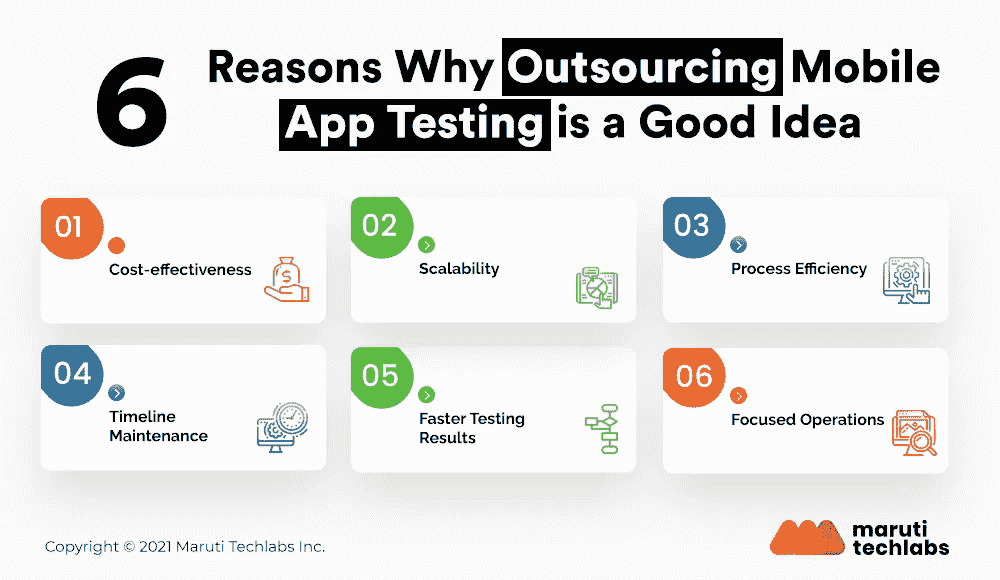 6
Reasons Why Outsourcing Mobile
App Testing is a Good Idea
01
Cost-effectiveness
$
02
Scalability
03
Process Efficiency
04
Timeline
Maintenance
05
Faster Testing
Results
06
Focused Operations
Copyright © 2021 Maruti Techlabs Inc.
maruti
techlabs